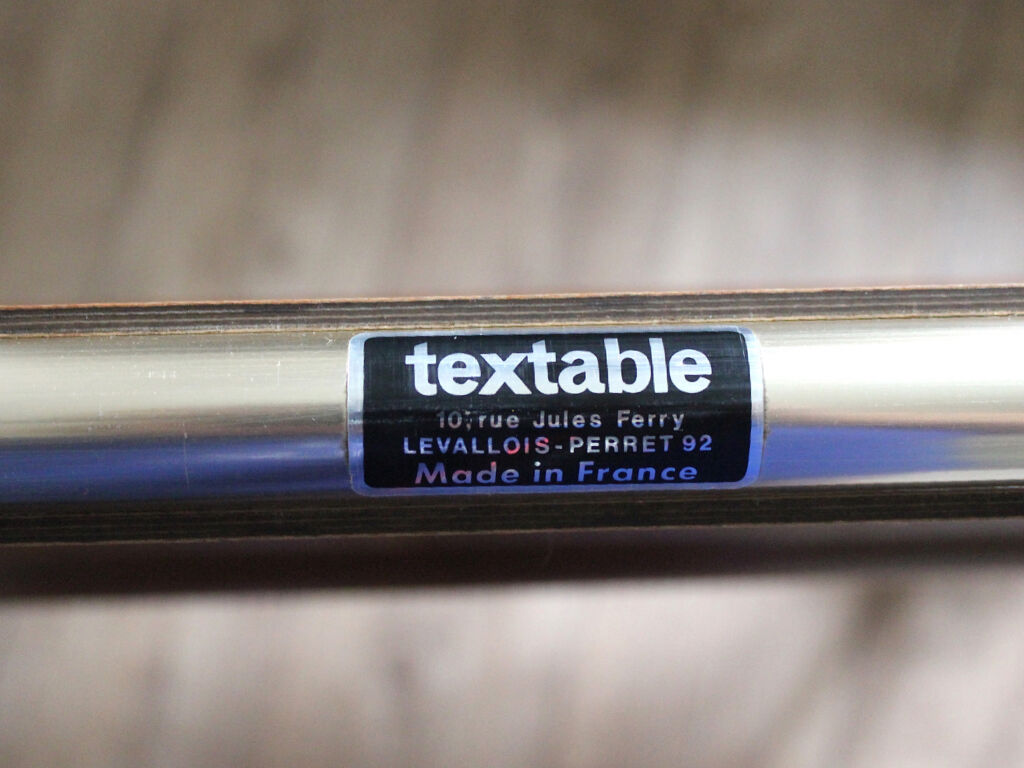 textable
10, rue Jules Ferry
LEVALLOIS-PERRET 92
Made in France